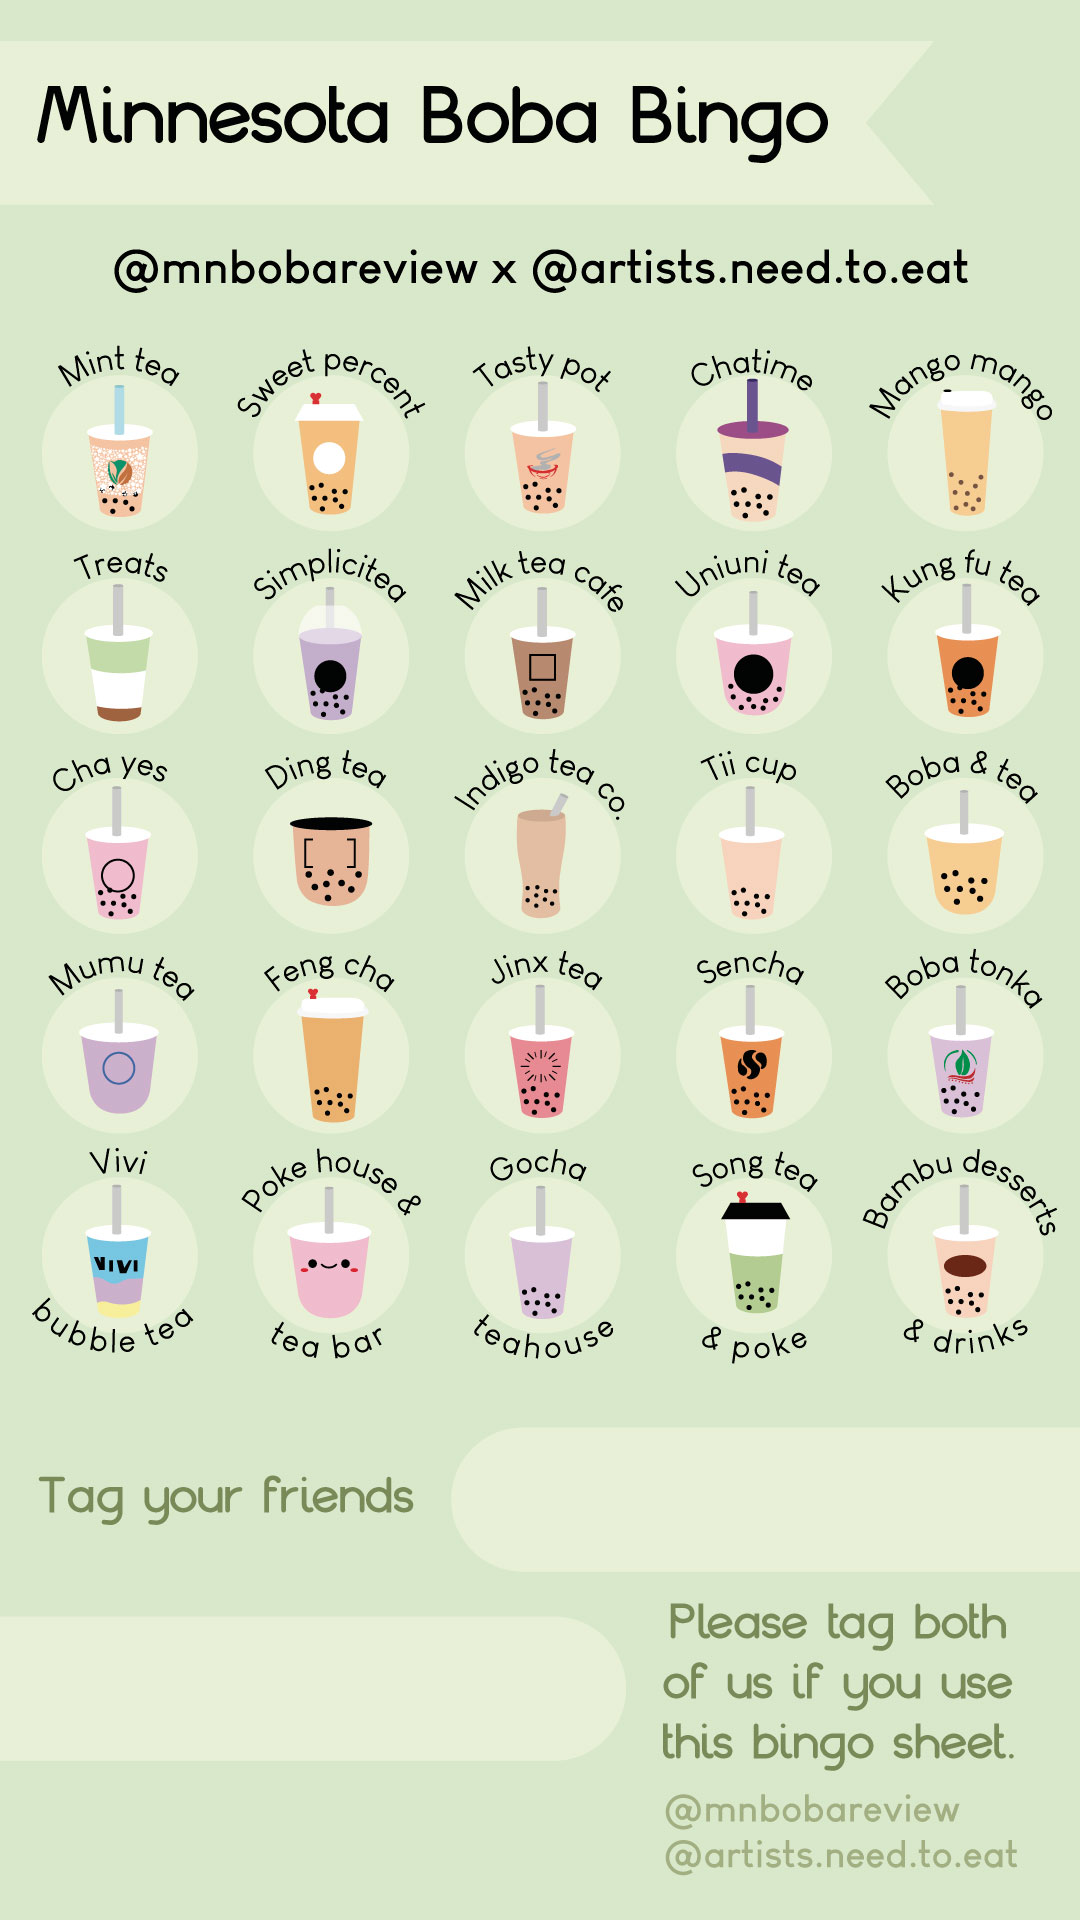 Minnesota Boba Bingo
@mnbobareview x @artists.need.to.eat
Mint tea
Sweet percent
Tasty pot
Chatime
Mango mango
Treats
Simplicitea
Milk tea cafe
Uniuni tea
Kung fu tea
Cha yes
Ding tea
Indigo tea co.
Tii cup
Boba & tea
Mumu tea
Feng cha
Jinx tea
Sencha
Boba tonka
Vivi
VIVI
bubble tea
Poke house &
tea bar
Gocha
teahouse
Song tea
& poke
Bambu desserts
& drinks
Tag your friends
Please tag both
of us if you use
this bingo sheet.
@mnbobareview
@artists.need.to.eat